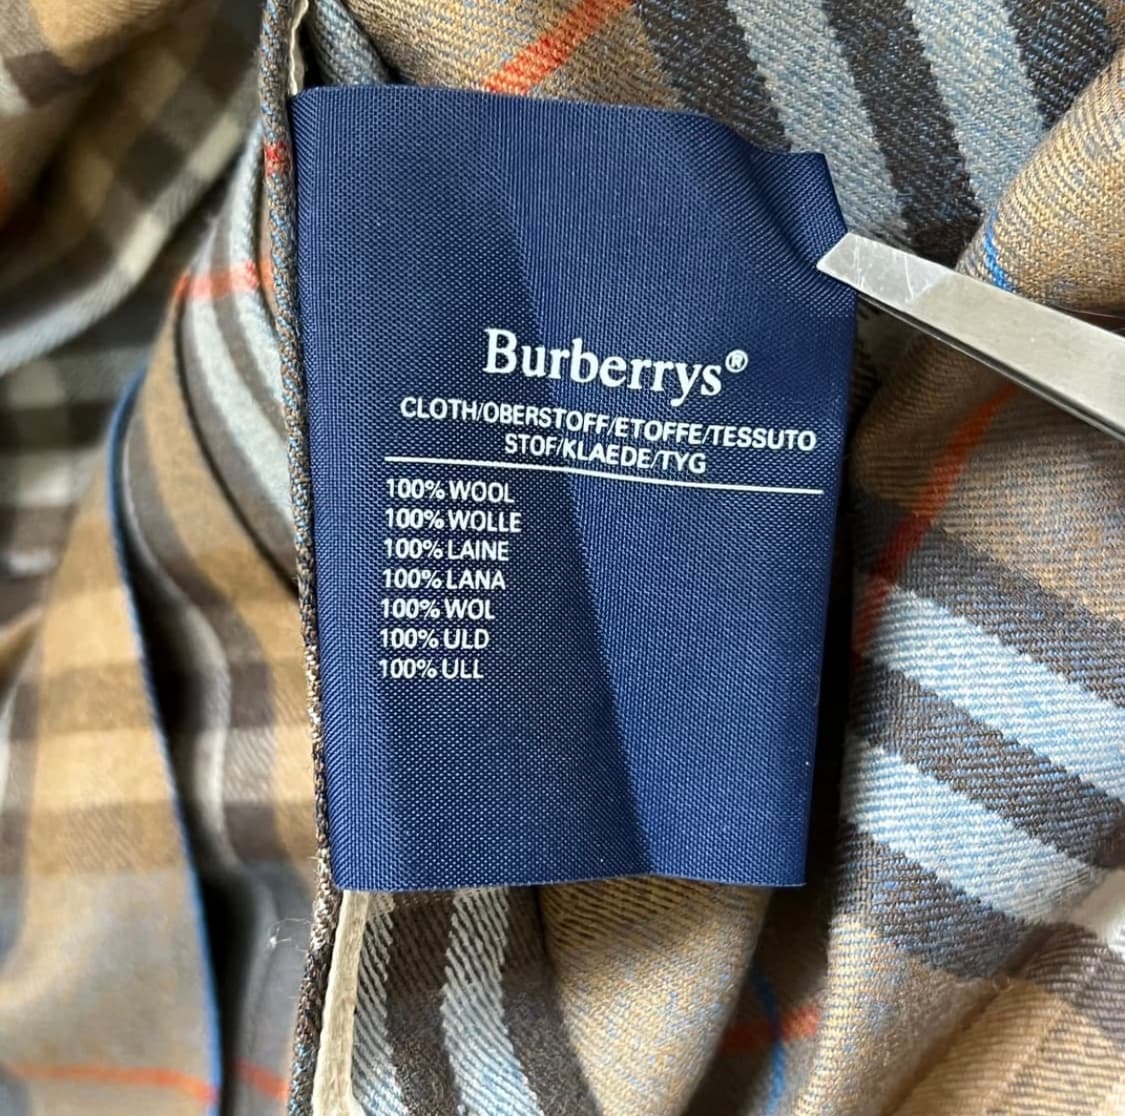 Burberrys®
CLOTH/OBERSTOFF/ETOFFE/TESSUTO
STOF/KLAEDE/TYG
100% WOOL
100% WOLLE
100% LAINE
100% LANA
100% WOL
100% ULD
100% ULL